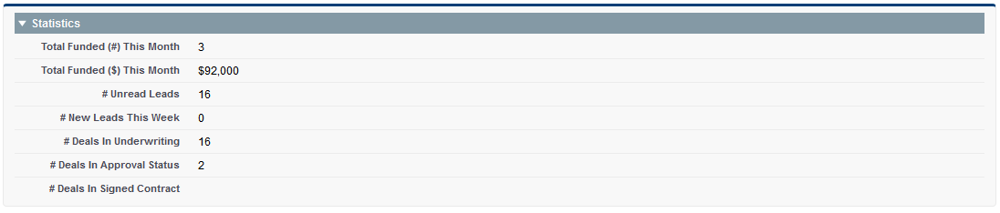 Statistics
Total Funded (#) This Month 3
Total Funded ($) This Month $92,000
# Unread Leads 16
# New Leads This Week 0
# Deals In Underwriting 16
# Deals In Approval Status 2
# Deals In Signed Contract